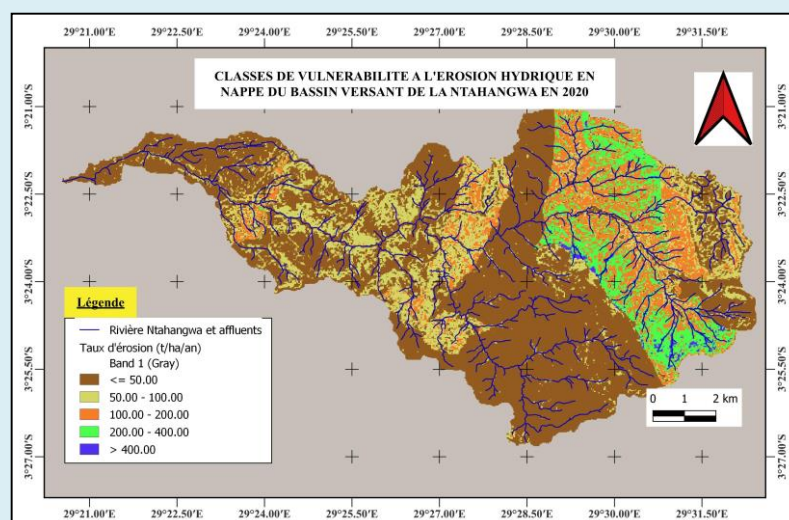 29°21.00'E 29°22.50'E 29°24.00'E 29°25.50'E 29°27.00'E 29°28.50'E 29°30.00'E 29°31.50'E
CLASSES DE VULNERABILITE A L'EROSION HYDRIQUE EN
NAPPE DU BASSIN VERSANT DE LA NTAHANGWA EN 2020
3°21.00'S 3°21.00'S
3°22.50'S 3°22.50'S
3°24.00'S 3°24.00'S
3°25.50'S 3°25.50'S
3°27.00'S 3°27.00'S
Légende
Rivière Ntahangwa et affluents
Taux d'érosion (t/ha/an)
Band 1 (Gray)
<= 50.00
50.00 - 100.00
100.00 - 200.00
200.00 - 400.00
> 400.00
0 1 2 km
29°21.00'E 29°22.50'E 29°24.00'E 29°25.50'E 29°27.00'E 29°28.50'E 29°30.00'E 29°31.50'E